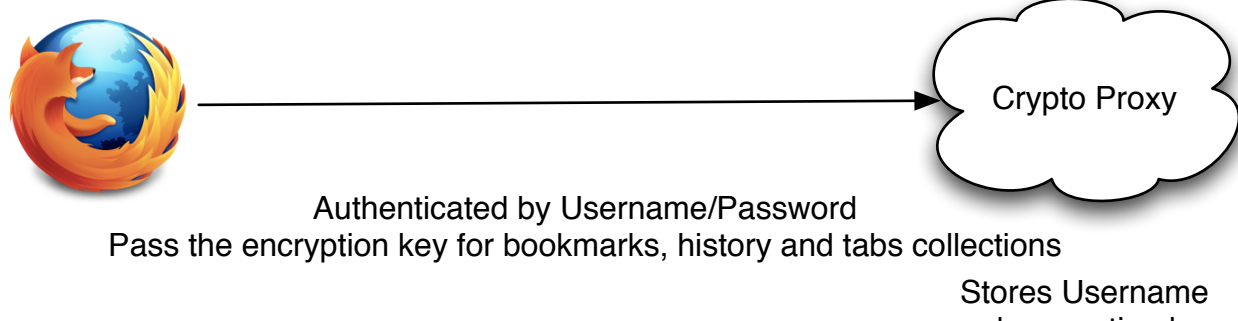 Crypto Proxy
Authenticated by Username/Password
Pass the encryption key for bookmarks, history and tabs collections
Stores Username